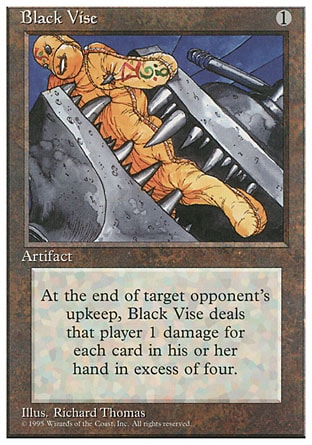 Black Vise 1
Artifact
At the end of target opponent's
upkeep, Black Vise deals
that player 1 damage for
each card in his or her
hand in excess of four.
Illus. Richard Thomas
© 1995 Wizards of the Coast, Inc. All rights reserved.